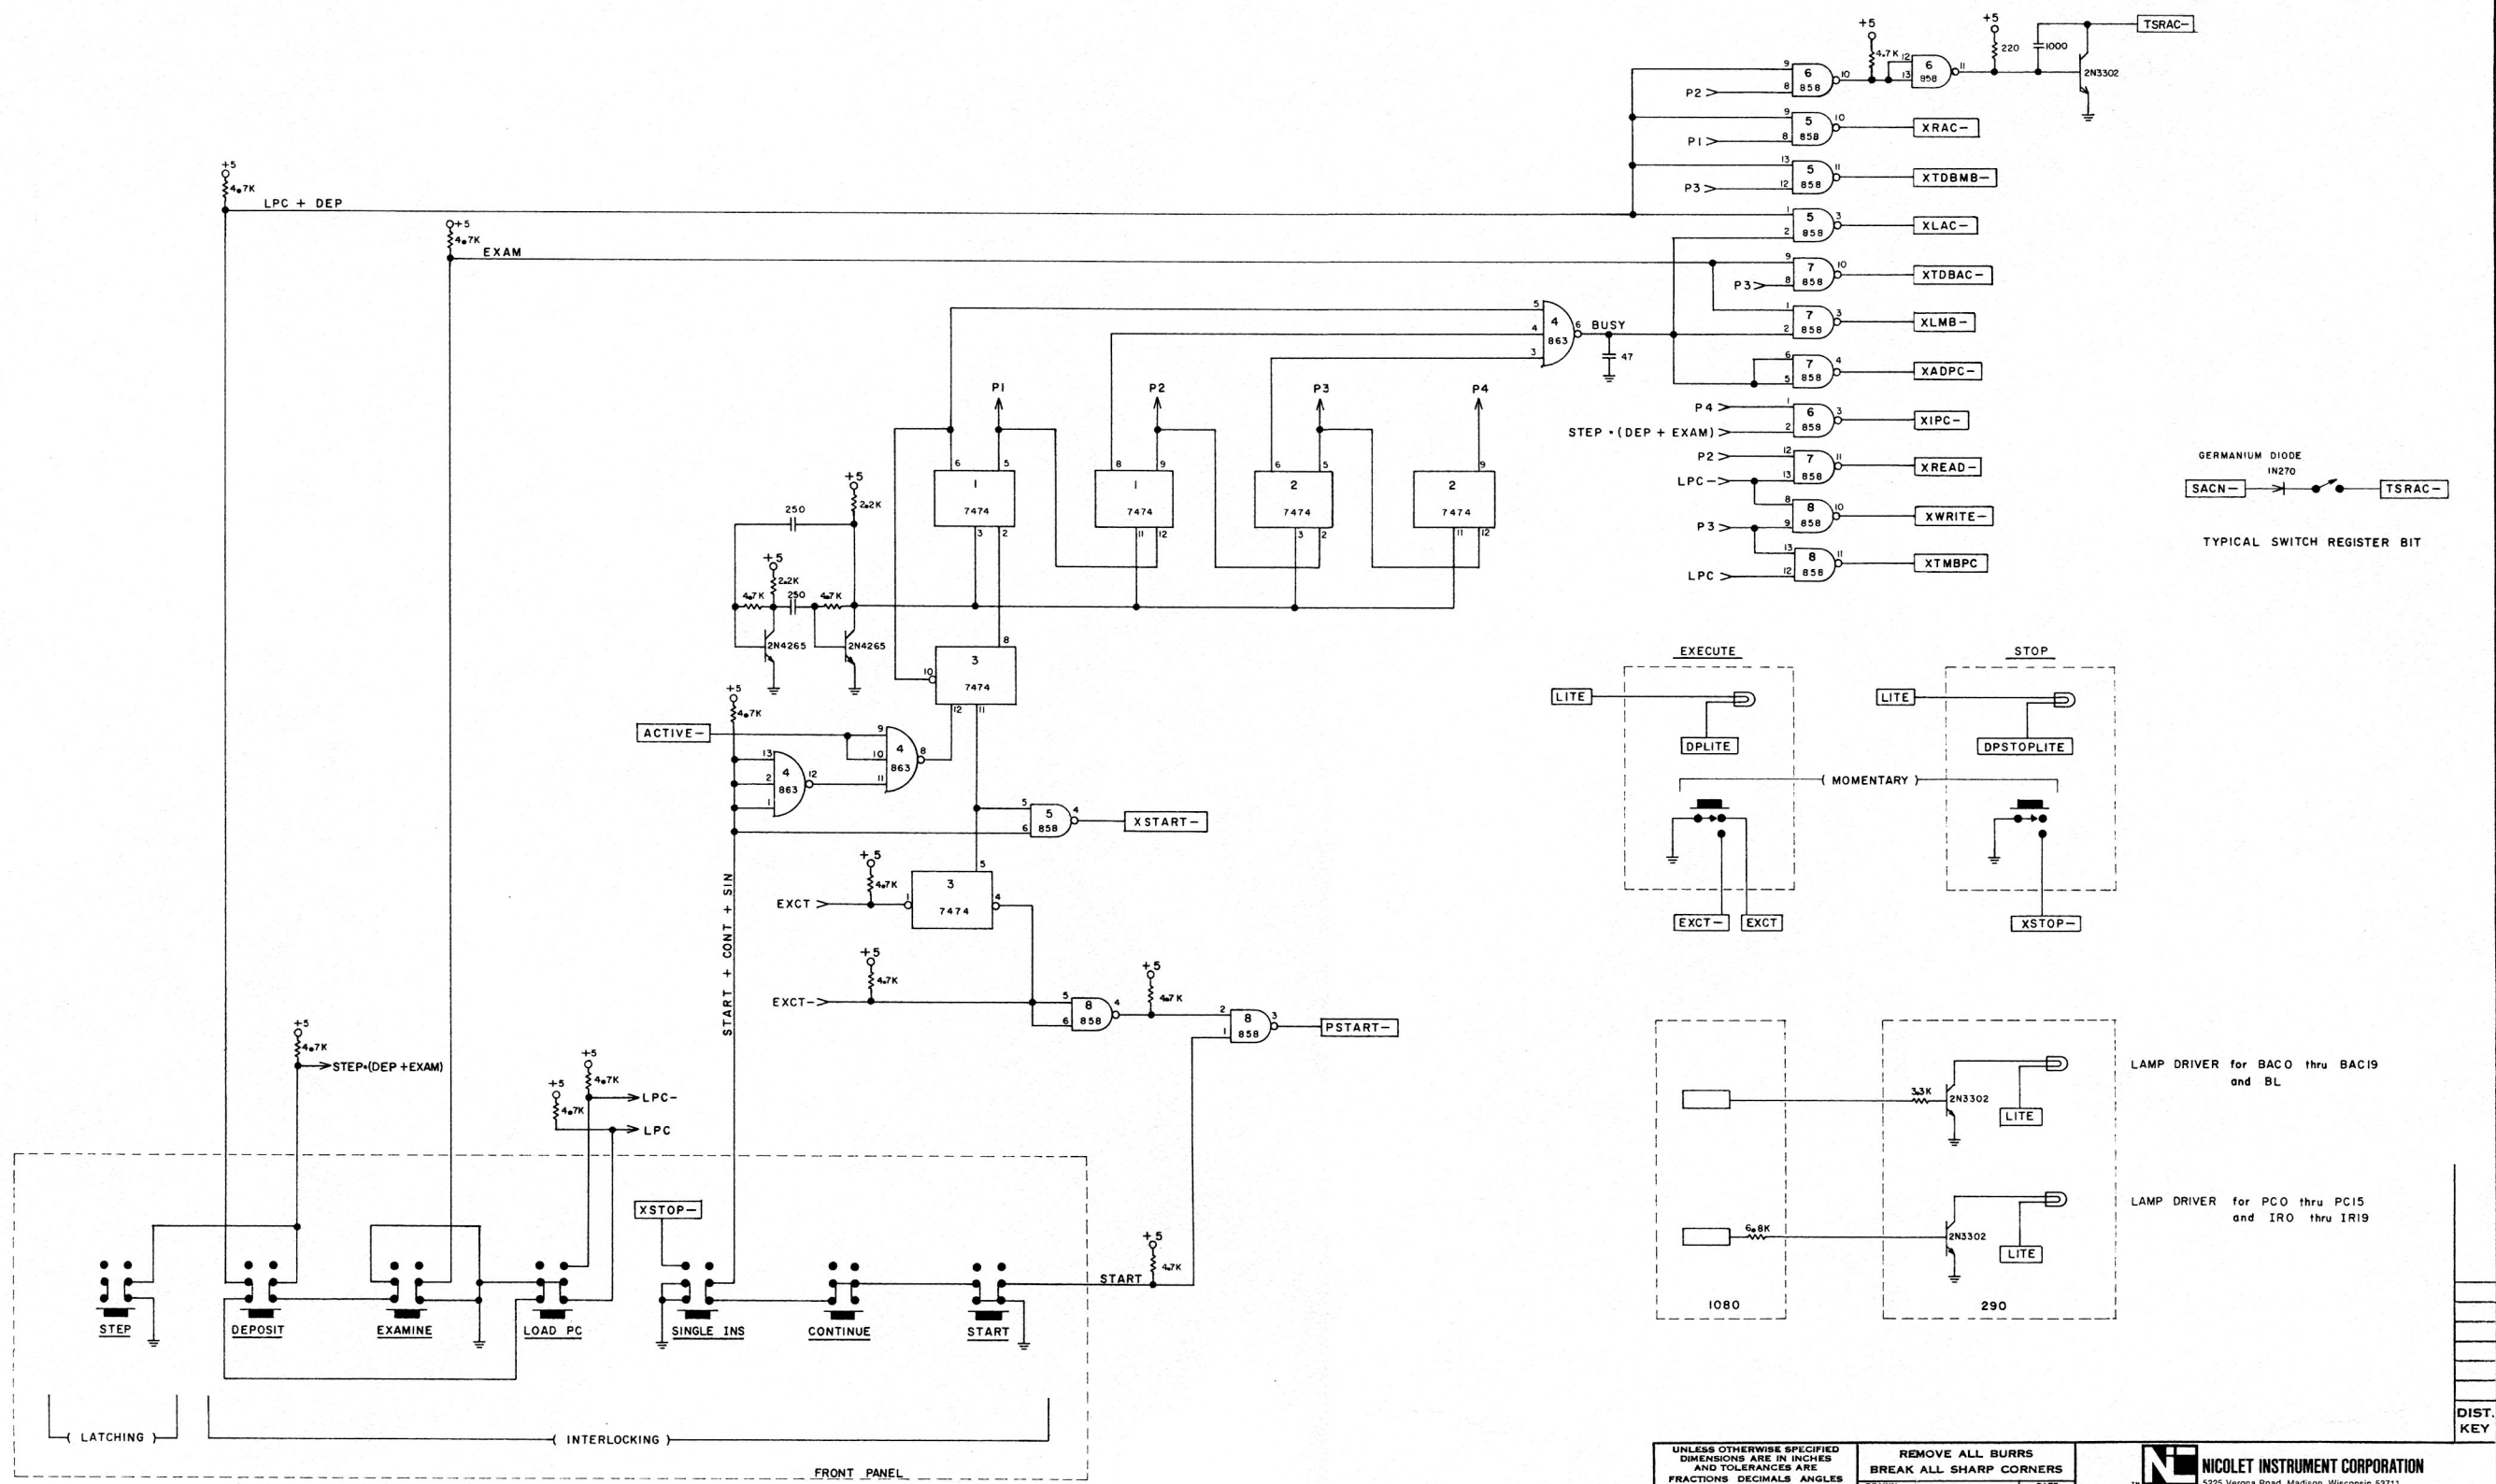 +5
+5
TSRAC-
4.7K
220
1000
9
8
6
858
10
12
13
6
858
11
2N3302
P2
9
8
5
858
10
XRAC-
P1
13
12
5
858
11
XTDBMB-
P3
+5
4.7K
LPC + DEP
1
2
5
858
3
XLAC-
+5
4.7K
EXAM
9
8
7
858
10
XTDBAC-
P3
5
4
3
4
863
6
BUSY
47
1
2
7
858
3
XLMB-
6
5
7
858
4
XADPC-
P1
P2
P3
P4
P4
1
2
6
858
3
XIPC-
STEP • (DEP + EXAM)
P2
12
13
7
858
11
XREAD-
LPC-
8
9
8
858
10
XWRITE-
P3
13
12
8
858
11
XTMBPC
LPC
GERMANIUM DIODE
1N270
SACN-
TSRAC-
TYPICAL SWITCH REGISTER BIT
6
5
1
7474
3
2
8
9
1
7474
11
12
6
5
2
7474
3
2
9
2
7474
11
12
+5
2.2K
250
+5
2.2K
4.7K
250
4.7K
2N4265
2N4265
8
10
3
7474
12
11
+5
4.7K
ACTIVE-
9
10
11
4
863
8
13
2
1
4
863
12
5
6
5
858
4
XSTART-
+5
4.7K
EXCT
1
3
7474
5
4
START + CONT + SIN
+5
4.7K
EXCT-
5
6
8
858
4
+5
4.7K
2
1
8
858
3
PSTART-
EXECUTE
STOP
LITE
DPLITE
LITE
DPSTOPLITE
( MOMENTARY )
EXCT-
EXCT
XSTOP-
+5
4.7K
STEP•(DEP +EXAM)
+5
4.7K
LPC-
+5
4.7K
LPC
XSTOP-
+5
4.7K
START
STEP
DEPOSIT
EXAMINE
LOAD PC
SINGLE INS
CONTINUE
START
( LATCHING )
( INTERLOCKING )
FRONT PANEL
3.3K
2N3302
LITE
LAMP DRIVER for BAC0 thru BAC19
and BL
6.8K
2N3302
LITE
LAMP DRIVER for PC0 thru PC15
and IR0 thru IR19
1080
290
DIST.
KEY
UNLESS OTHERWISE SPECIFIED
DIMENSIONS ARE IN INCHES
AND TOLERANCES ARE
FRACTIONS DECIMALS ANGLES
REMOVE ALL BURRS
BREAK ALL SHARP CORNERS
NICOLET INSTRUMENT CORPORATION
5225 Verona Road, Madison, Wisconsin 53711